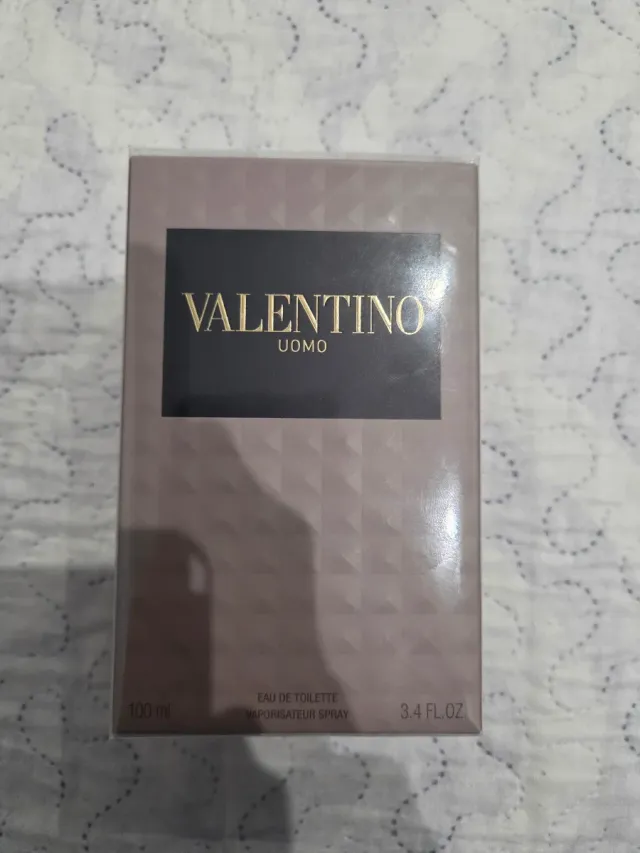 VALENTINO
UOMO
EAU DE TOILETTE
100 ml VAPORISATEUR SPRAY 3.4 FL.OZ